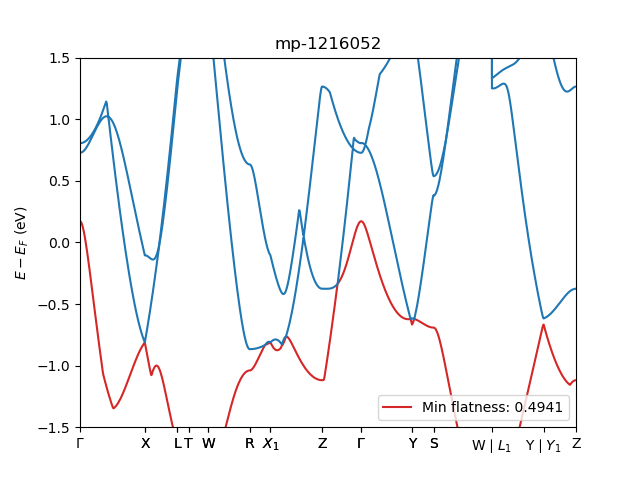 mp-1216052
E − E_F (eV)
1.5
1.0
0.5
0.0
−0.5
−1.0
−1.5
Min flatness: 0.4941
Γ X L T W R X₁ Z Γ Y S W | L₁ Y | Y₁ Z